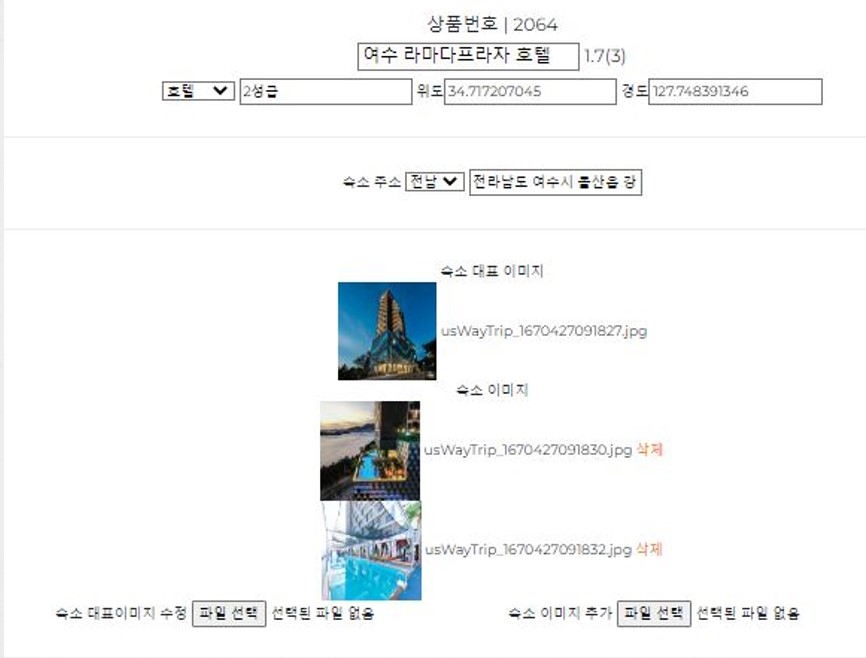 상품번호 | 2064
여수 라마다프라자 호텔 1.7(3)
호텔 2성급 위도 34.717207045 경도 127.748391346
숙소 주소 전남 전라남도 여수시 돌산읍 강
숙소 대표 이미지
usWayTrip_1670427091827.jpg
숙소 이미지
usWayTrip_1670427091830.jpg 삭제
usWayTrip_1670427091832.jpg 삭제
숙소 대표이미지 수정 파일 선택 선택된 파일 없음 숙소 이미지 추가 파일 선택 선택된 파일 없음